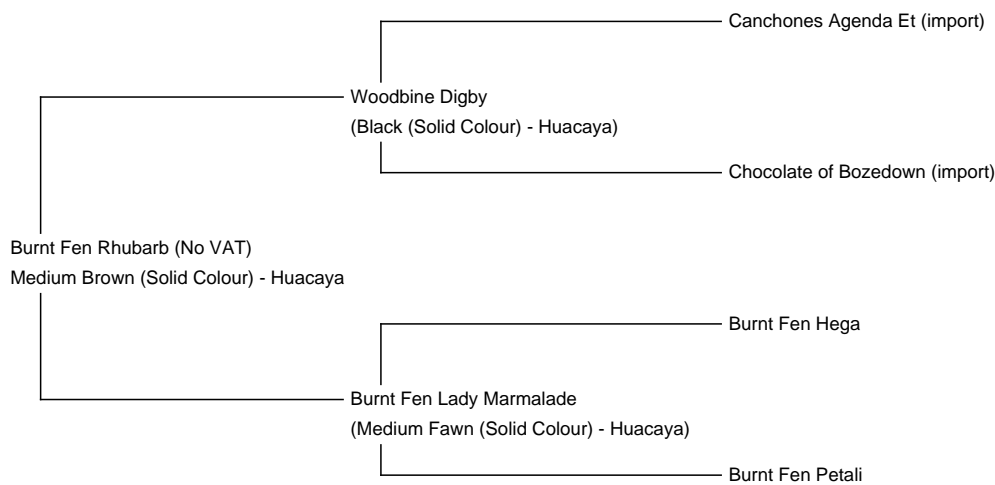 Canchones Agenda Et (import)
Woodbine Digby
(Black (Solid Colour) - Huacaya)
Chocolate of Bozedown (import)
Burnt Fen Rhubarb (No VAT)
Medium Brown (Solid Colour) - Huacaya
Burnt Fen Hega
Burnt Fen Lady Marmalade
(Medium Fawn (Solid Colour) - Huacaya)
Burnt Fen Petali